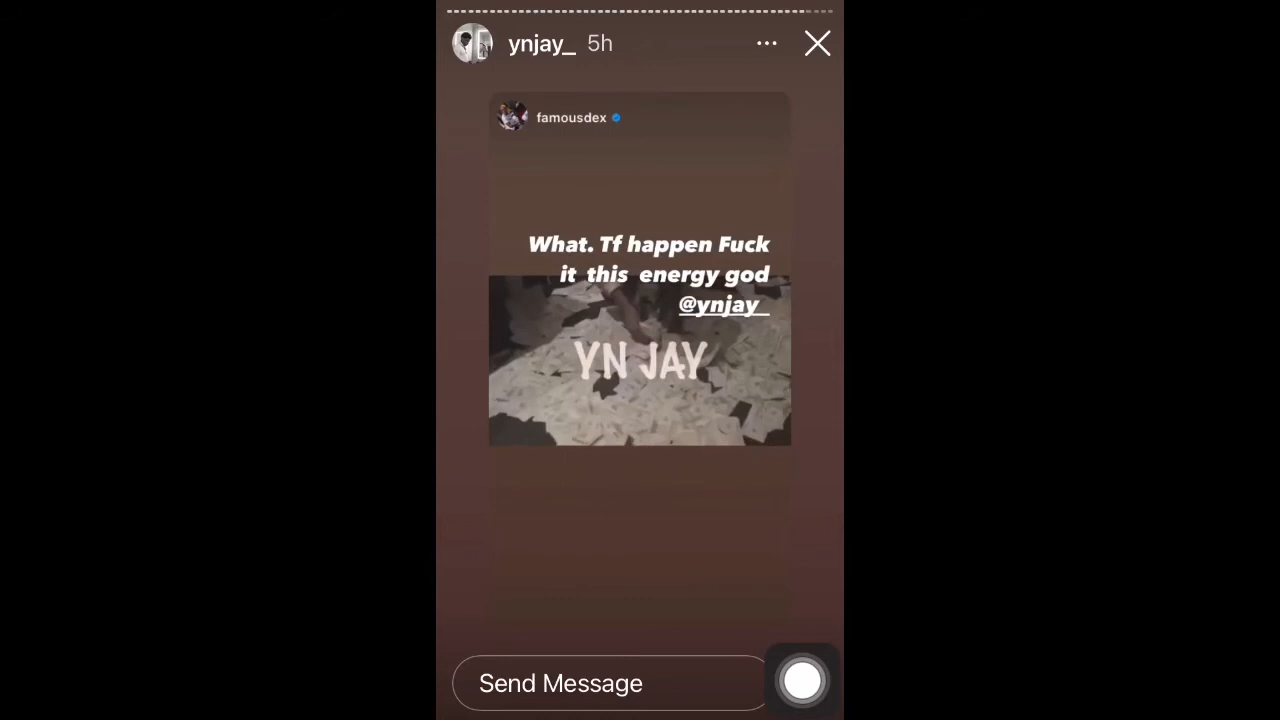 ynjay_ 5h
famousdex
What. Tf happen Fuck
it this energy god
@ynjay_
YN JAY
Send Message